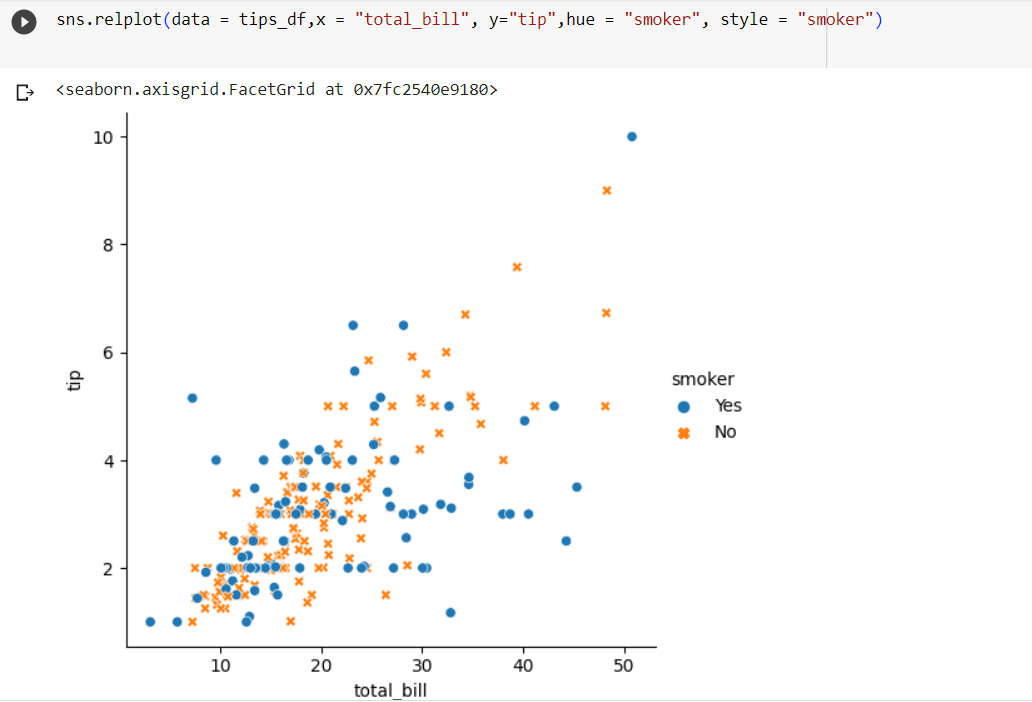 sns.relplot(data = tips_df,x = "total_bill", y="tip",hue = "smoker", style = "smoker")
<seaborn.axisgrid.FacetGrid at 0x7fc2540e9180>
10
8
6
4
2
tip
smoker
Yes
No
10 20 30 40 50
total_bill